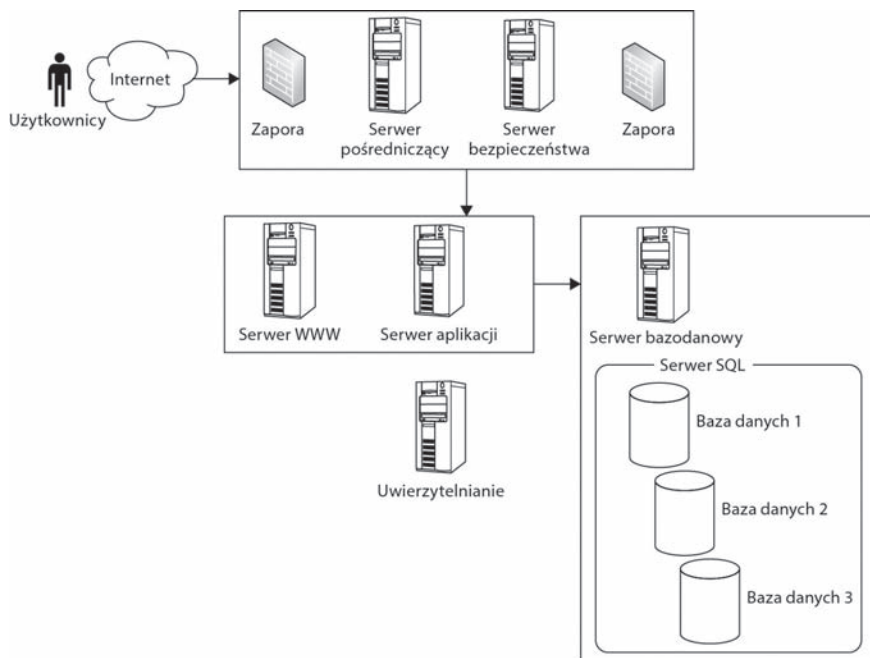 Internet
Użytkownicy
Zapora
Serwer
pośredniczący
Serwer
bezpieczeństwa
Zapora
Serwer WWW
Serwer aplikacji
Serwer bazodanowy
Serwer SQL
Baza danych 1
Baza danych 2
Baza danych 3
Uwierzytelnianie